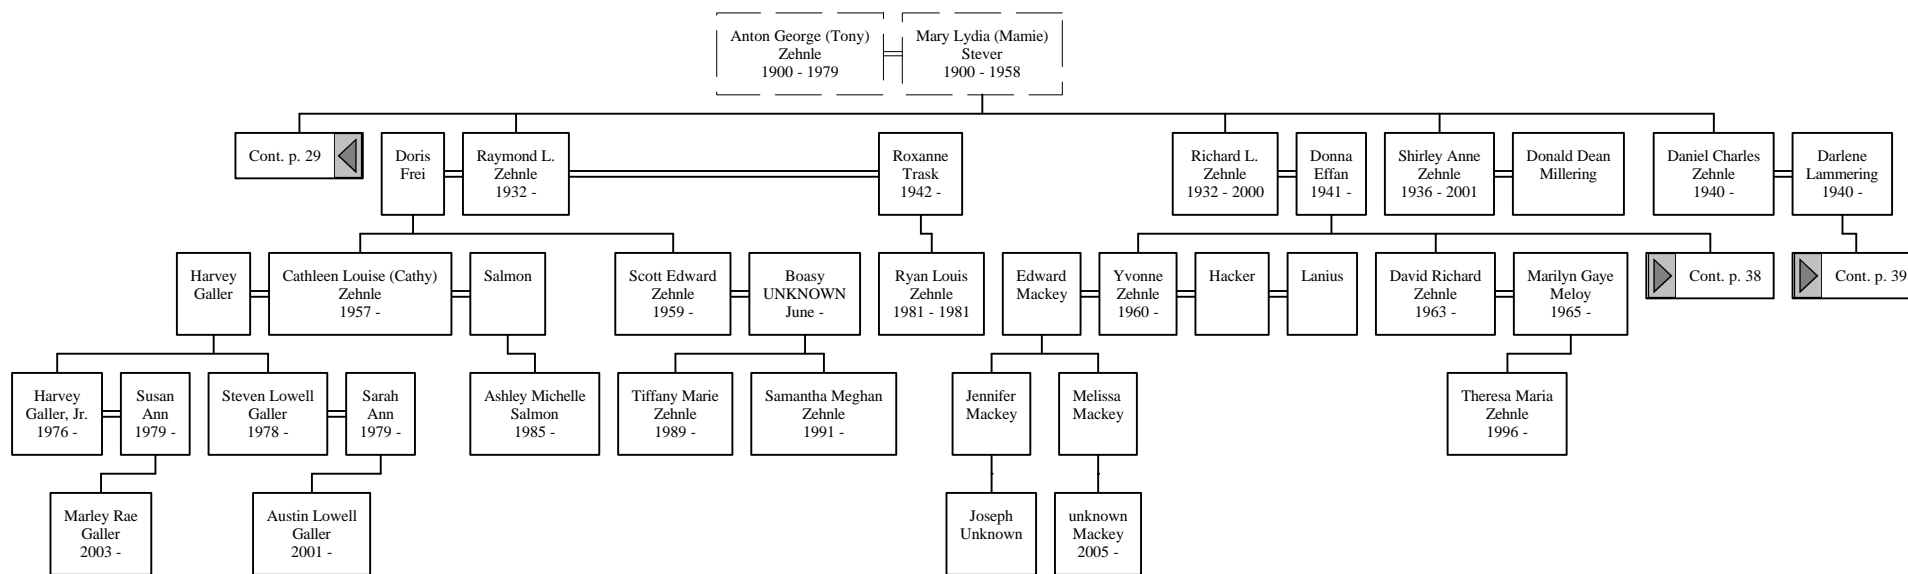 Anton George (Tony)
Zehnle
1900 - 1979
Mary Lydia (Mamie)
Stever
1900 - 1958
Cont. p. 29
Doris
Frei
Raymond L.
Zehnle
1932 -
Roxanne
Trask
1942 -
Richard L.
Zehnle
1932 - 2000
Donna
Effan
1941 -
Shirley Anne
Zehnle
1936 - 2001
Donald Dean
Millering
Daniel Charles
Zehnle
1940 -
Darlene
Lammering
1940 -
Harvey
Galler
Cathleen Louise (Cathy)
Zehnle
1957 -
Salmon
Scott Edward
Zehnle
1959 -
Boasy
UNKNOWN
June -
Ryan Louis
Zehnle
1981 - 1981
Edward
Mackey
Yvonne
Zehnle
1960 -
Hacker
Lanius
David Richard
Zehnle
1963 -
Marilyn Gaye
Meloy
1965 -
Cont. p. 38
Cont. p. 39
Harvey
Galler, Jr.
1976 -
Susan
Ann
1979 -
Steven Lowell
Galler
1978 -
Sarah
Ann
1979 -
Ashley Michelle
Salmon
1985 -
Tiffany Marie
Zehnle
1989 -
Samantha Meghan
Zehnle
1991 -
Jennifer
Mackey
Melissa
Mackey
Theresa Maria
Zehnle
1996 -
Marley Rae
Galler
2003 -
Austin Lowell
Galler
2001 -
Joseph
Unknown
unknown
Mackey
2005 -